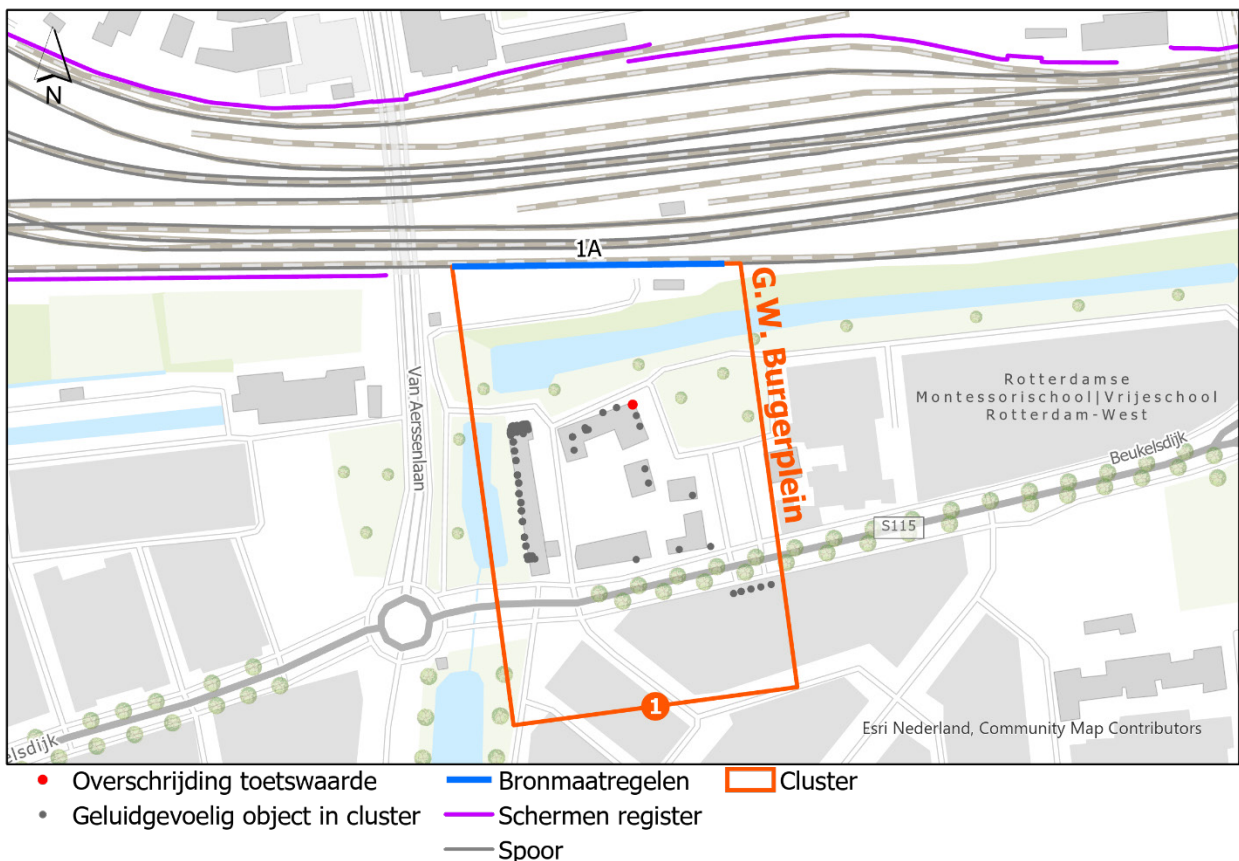 N
1A
G.W. Burgerplein
Van Aerssenlaan
Rotterdamse
Montessorischool|Vrijeschool
Rotterdam-West
Beukelsdijk
S115
elsdijk
1
Esri Nederland, Community Map Contributors
Overschrijding toetswaarde
Bronmaatregelen
Cluster
Geluidgevoelig object in cluster
Schermen register
Spoor